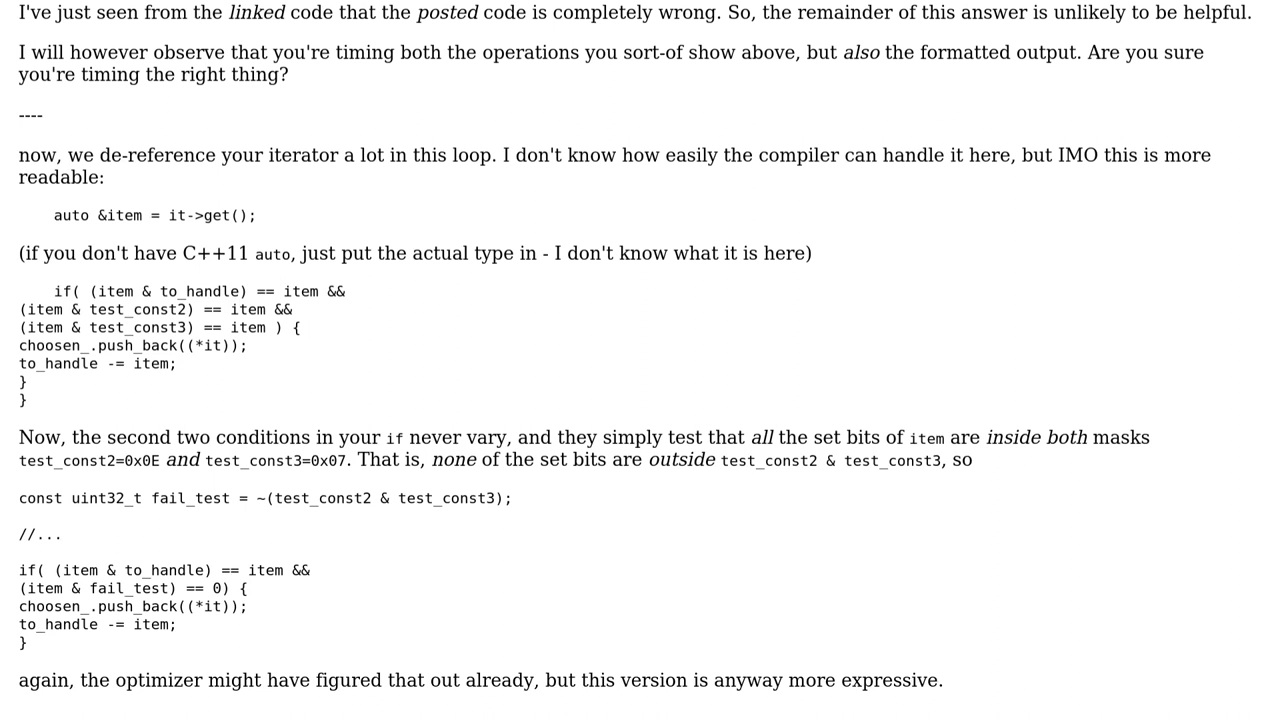 I've just seen from the linked code that the posted code is completely wrong. So, the remainder of this answer is unlikely to be helpful.
I will however observe that you're timing both the operations you sort-of show above, but also the formatted output. Are you sure
you're timing the right thing?
----
now, we de-reference your iterator a lot in this loop. I don't know how easily the compiler can handle it here, but IMO this is more
readable:
    auto &item = it->get();
(if you don't have C++11 auto, just put the actual type in - I don't know what it is here)
    if( (item & to_handle) == item &&
(item & test_const2) == item &&
(item & test_const3) == item ) {
choosen_.push_back((*it));
to_handle -= item;
}
}
Now, the second two conditions in your if never vary, and they simply test that all the set bits of item are inside both masks
test_const2=0x0E and test_const3=0x07. That is, none of the set bits are outside test_const2 & test_const3, so
const uint32_t fail_test = ~(test_const2 & test_const3);
//...
if( (item & to_handle) == item &&
(item & fail_test) == 0) {
choosen_.push_back((*it));
to_handle -= item;
}
again, the optimizer might have figured that out already, but this version is anyway more expressive.